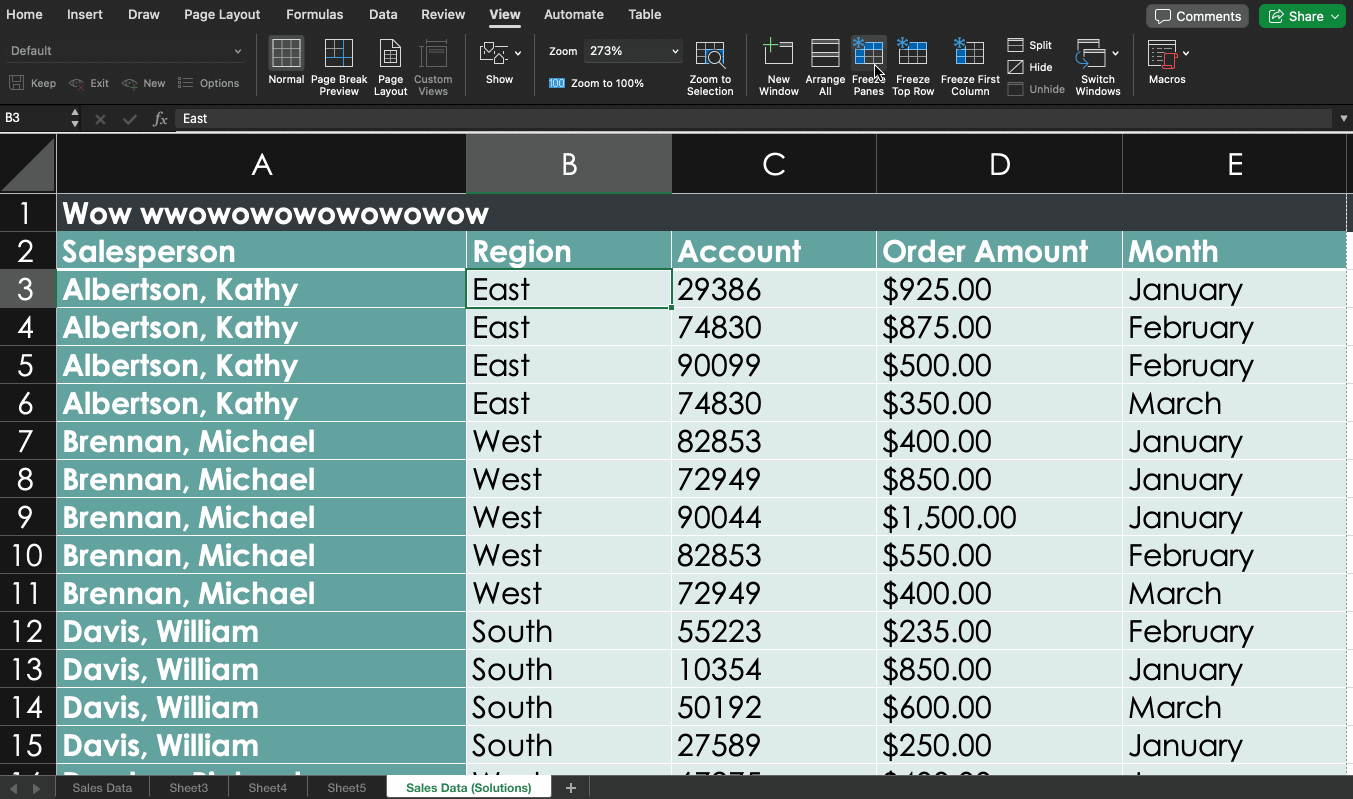 Home Insert Draw Page Layout Formulas Data Review View Automate Table Comments Share
Default Zoom 273%
Keep Exit New Options Normal Page Break Preview Page Layout Custom Views Show 100 Zoom to 100% Zoom to Selection New Window Arrange All Freeze Panes Freeze Top Row Freeze First Column Split Hide Unhide Switch Windows Macros
B3 fx East
A B C D E
1 Wow wwowowowowowowow
2 Salesperson Region Account Order Amount Month
3 Albertson, Kathy East 29386 $925.00 January
4 Albertson, Kathy East 74830 $875.00 February
5 Albertson, Kathy East 90099 $500.00 February
6 Albertson, Kathy East 74830 $350.00 March
7 Brennan, Michael West 82853 $400.00 January
8 Brennan, Michael West 72949 $850.00 January
9 Brennan, Michael West 90044 $1,500.00 January
10 Brennan, Michael West 82853 $550.00 February
11 Brennan, Michael West 72949 $400.00 March
12 Davis, William South 55223 $235.00 February
13 Davis, William South 10354 $850.00 January
14 Davis, William South 50192 $600.00 March
15 Davis, William South 27589 $250.00 January
Sales Data Sheet3 Sheet4 Sheet5 Sales Data (Solutions) +